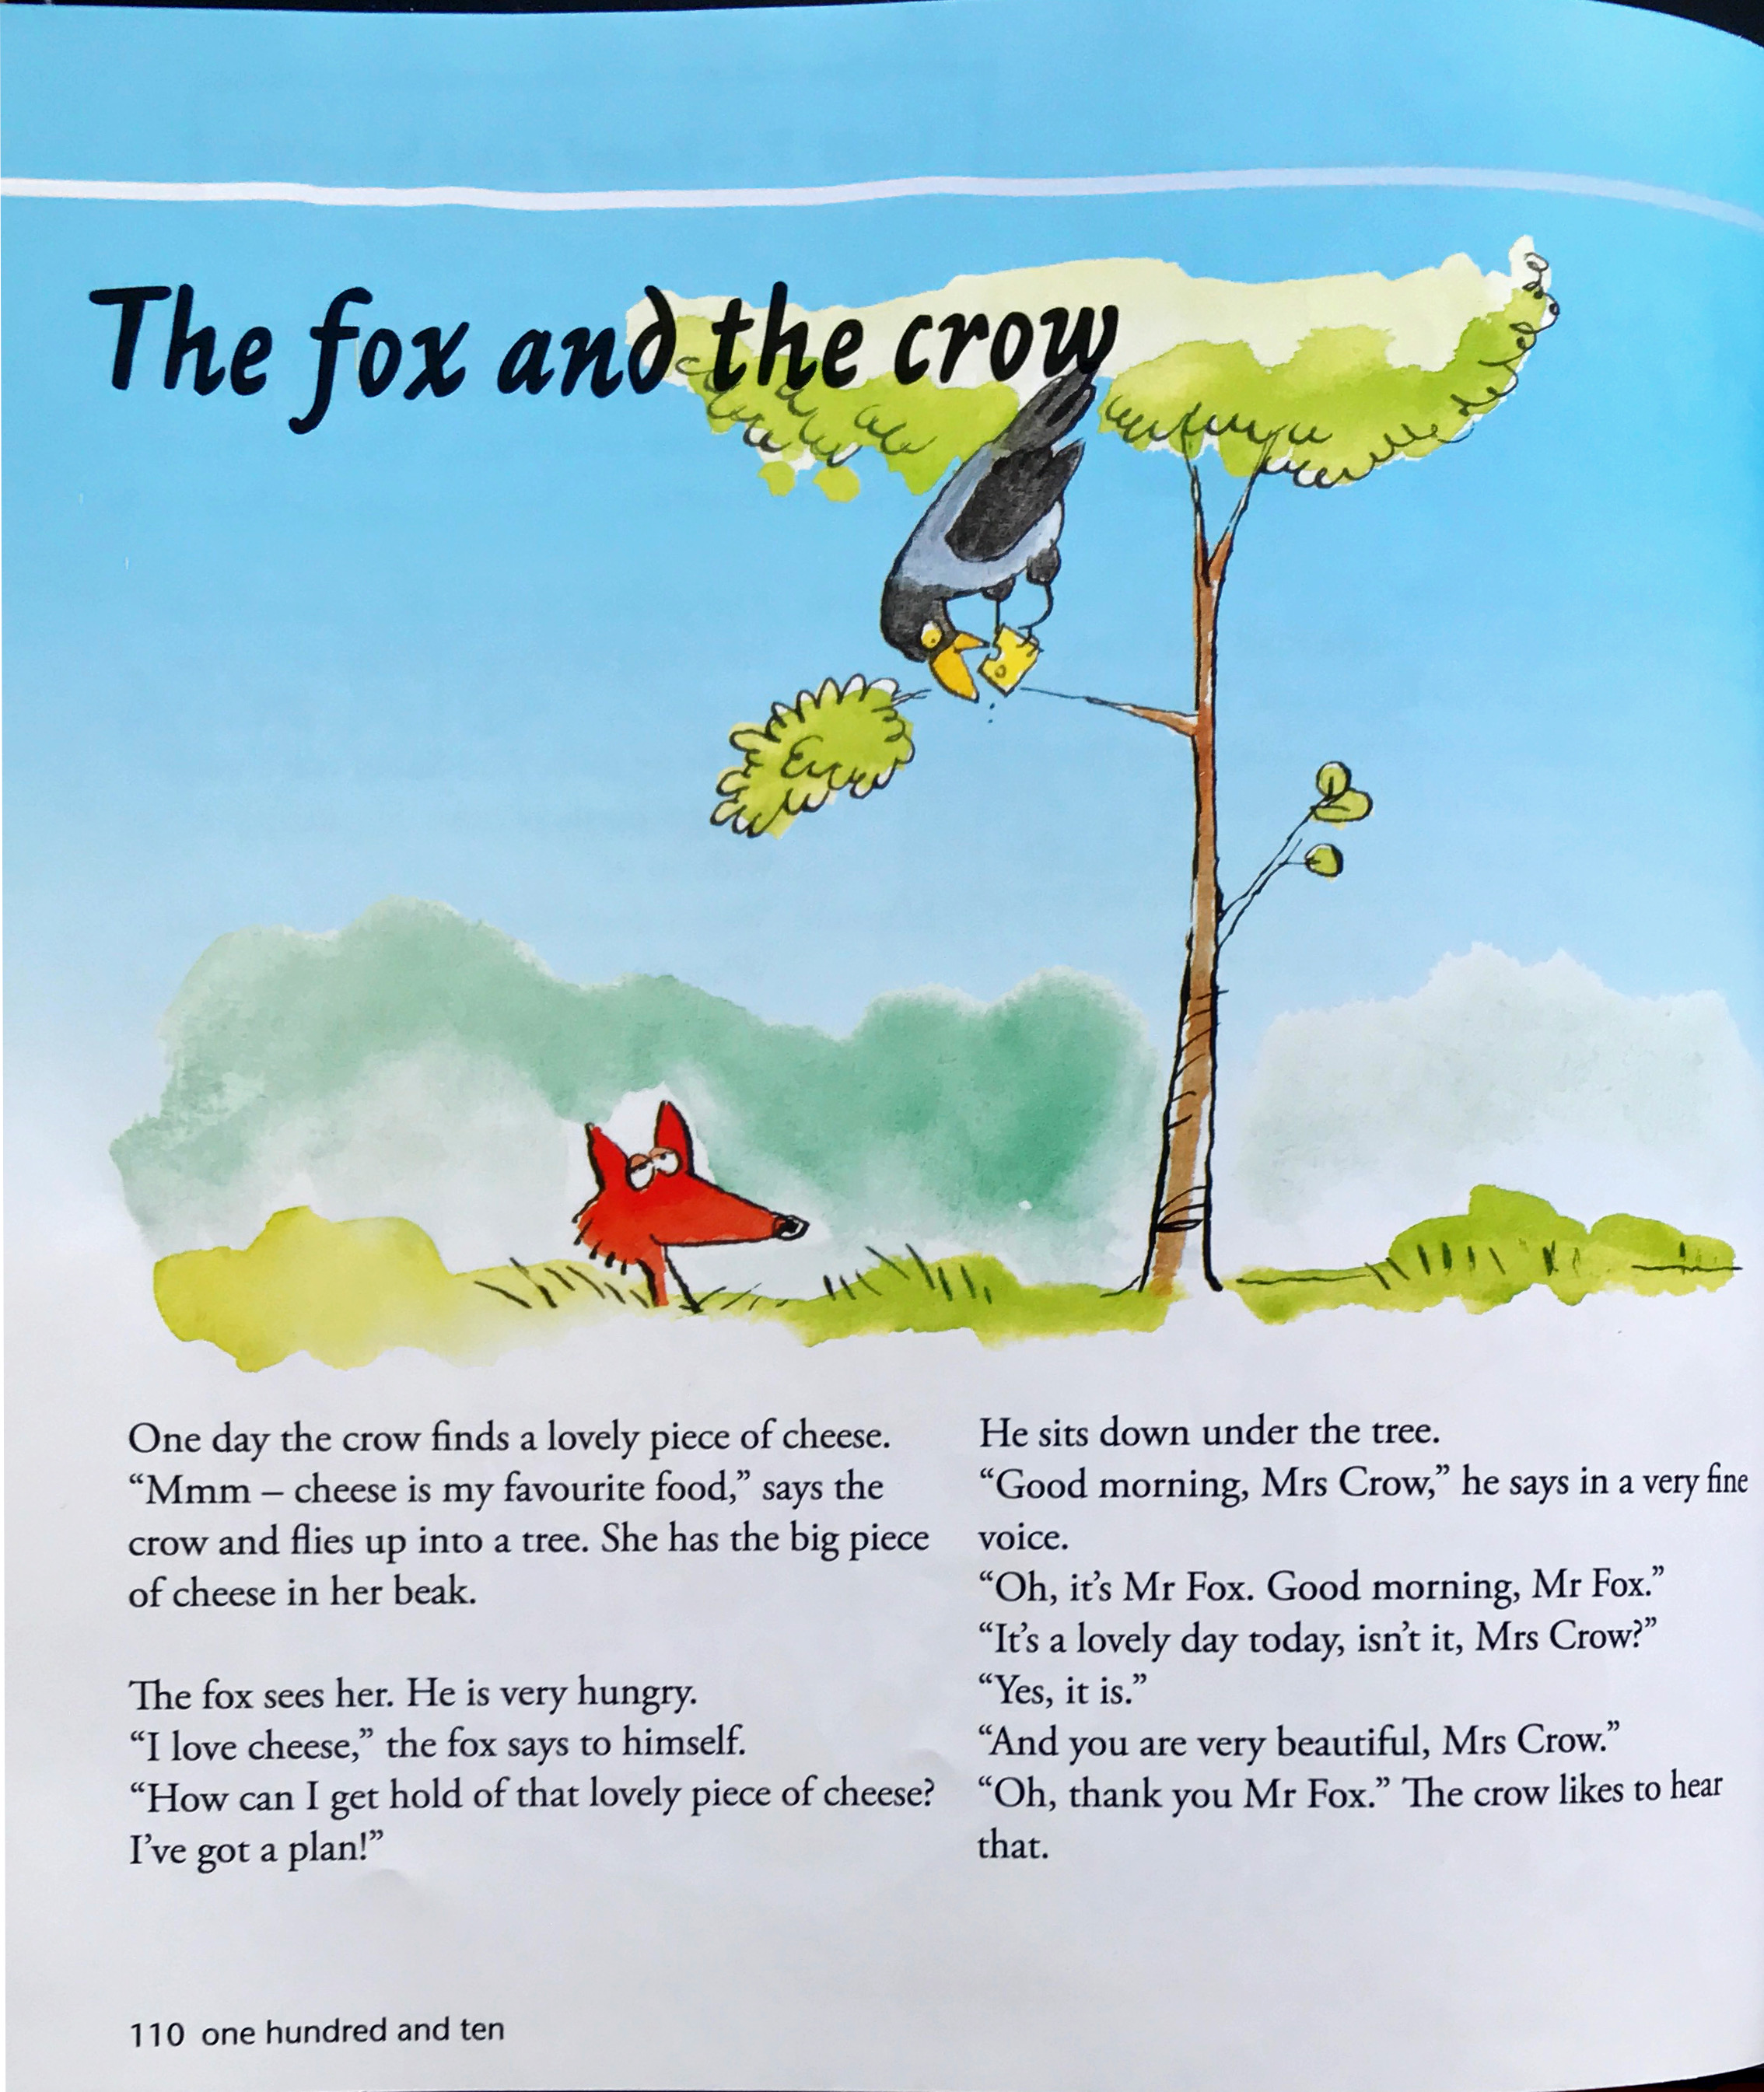 The fox and the crow
One day the crow finds a lovely piece of cheese.
“Mmm – cheese is my favourite food,” says the
crow and flies up into a tree. She has the big piece
of cheese in her beak.
The fox sees her. He is very hungry.
“I love cheese,” the fox says to himself.
“How can I get hold of that lovely piece of cheese?
I’ve got a plan!”
He sits down under the tree.
“Good morning, Mrs Crow,” he says in a very fine
voice.
“Oh, it’s Mr Fox. Good morning, Mr Fox.”
“It’s a lovely day today, isn’t it, Mrs Crow?”
“Yes, it is.”
“And you are very beautiful, Mrs Crow.”
“Oh, thank you Mr Fox.” The crow likes to hear
that.
110 one hundred and ten